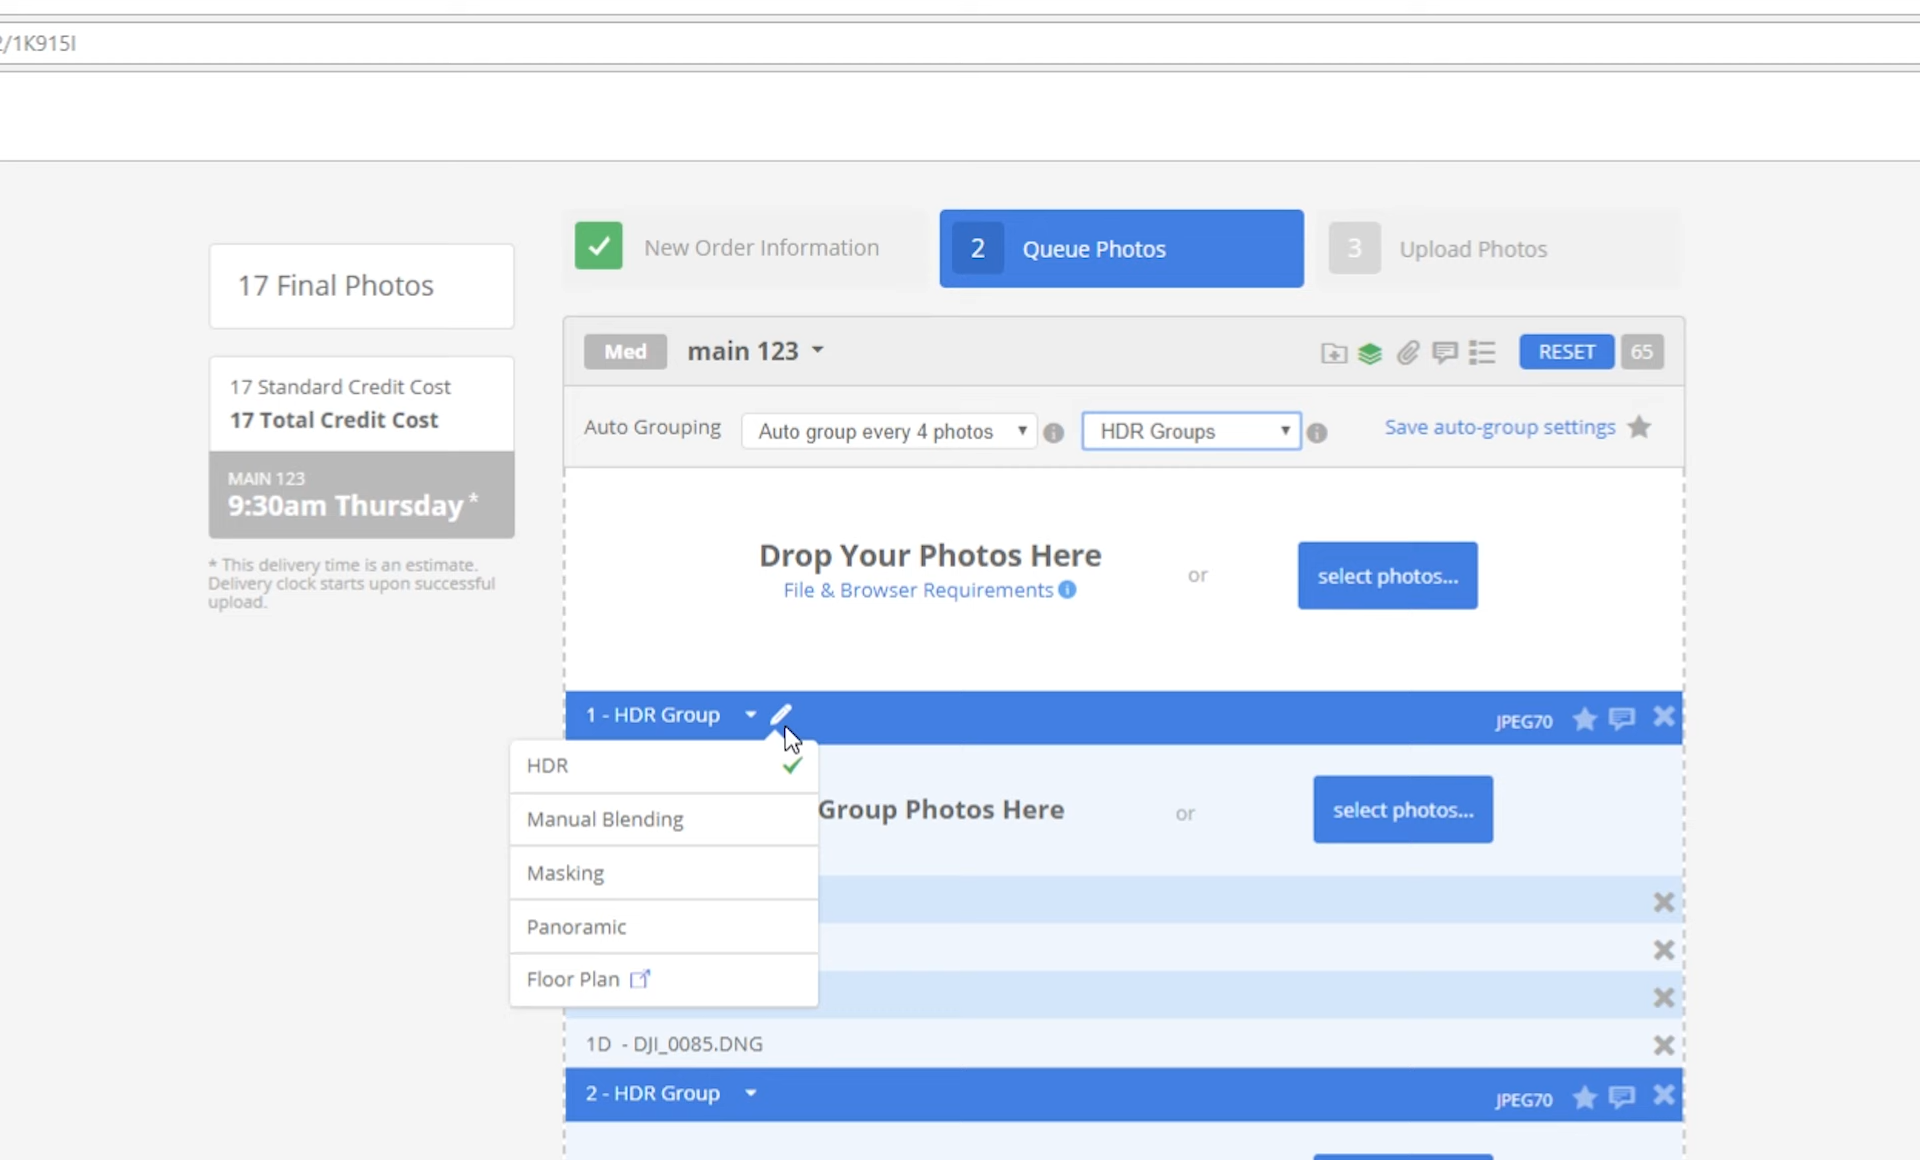 2/1K915I
17 Final Photos
17 Standard Credit Cost
17 Total Credit Cost
MAIN 123
9:30am Thursday *
* This delivery time is an estimate.
Delivery clock starts upon successful
upload.
New Order Information
2 Queue Photos
3 Upload Photos
Med main 123
RESET 65
Auto Grouping Auto group every 4 photos HDR Groups Save auto-group settings
Drop Your Photos Here or select photos...
File & Browser Requirements
1 - HDR Group JPEG70
HDR
Manual Blending
Masking
Panoramic
Floor Plan
Group Photos Here or select photos...
1D - DJI_0085.DNG
2 - HDR Group JPEG70